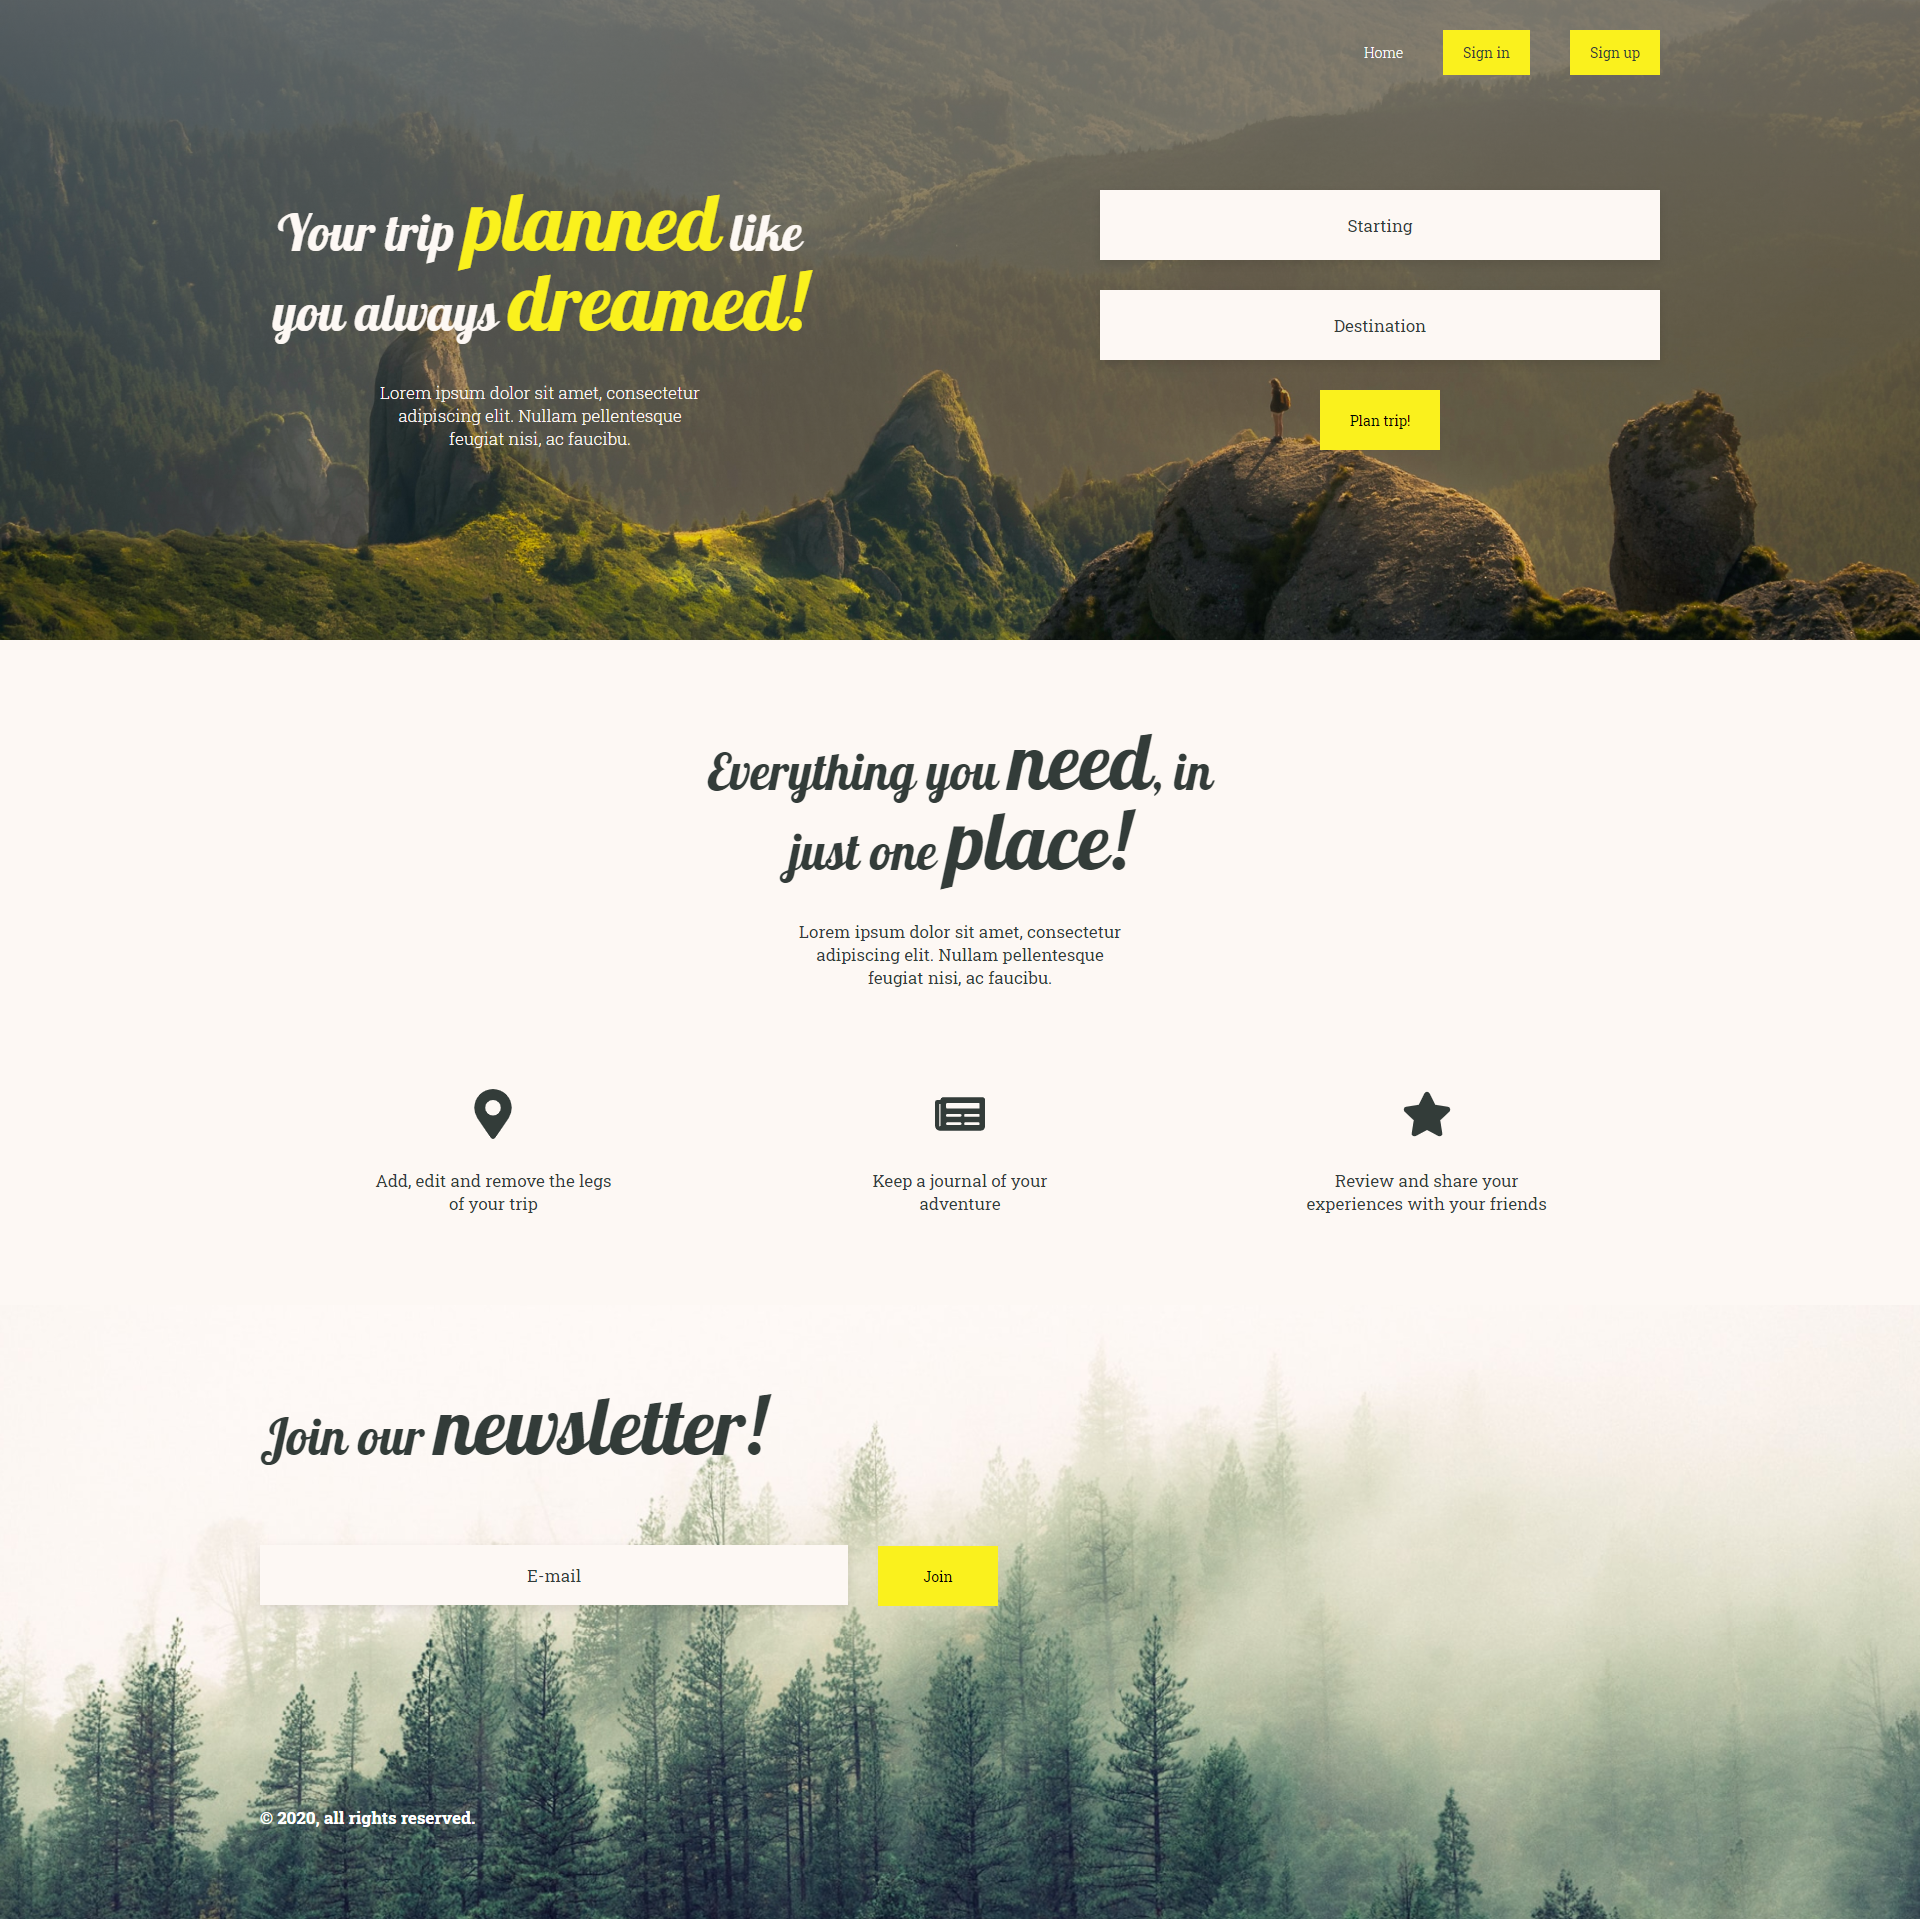 Home
Sign in
Sign up
Your trip planned like
you always dreamed!
Lorem ipsum dolor sit amet, consectetur
adipiscing elit. Nullam pellentesque
feugiat nisi, ac faucibu.
Starting
Destination
Plan trip!
Everything you need, in
just one place!
Lorem ipsum dolor sit amet, consectetur
adipiscing elit. Nullam pellentesque
feugiat nisi, ac faucibu.
Add, edit and remove the legs
of your trip
Keep a journal of your
adventure
Review and share your
experiences with your friends
Join our newsletter!
E-mail
Join
© 2020, all rights reserved.